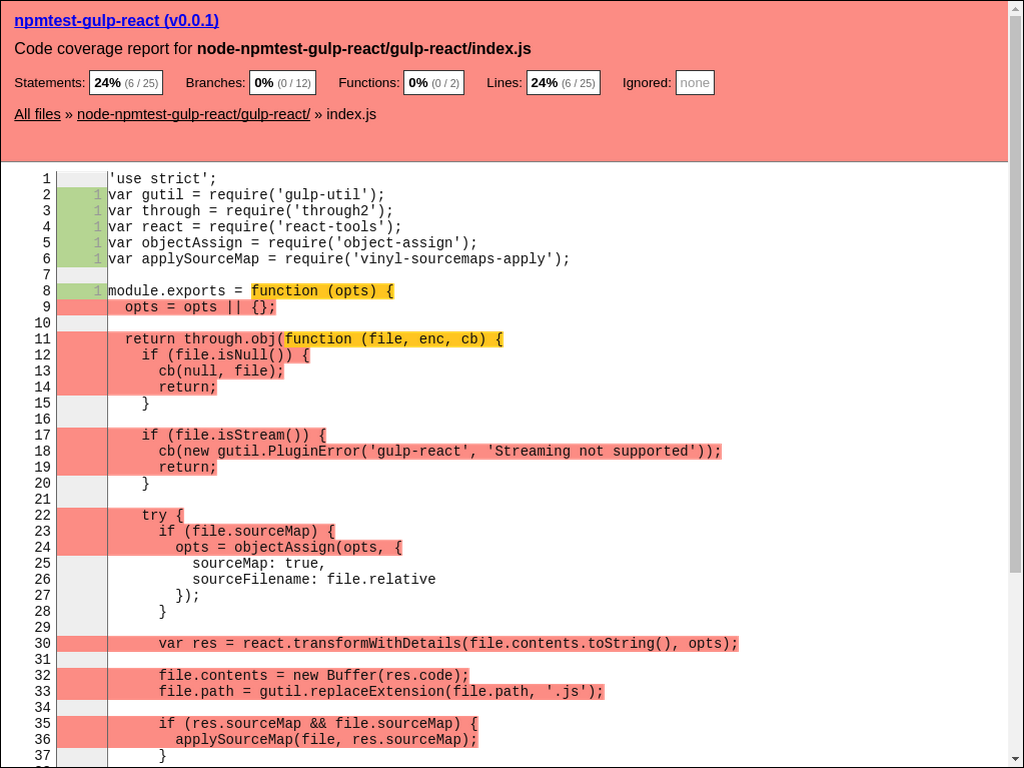 npmtest-gulp-react (v0.0.1)
Code coverage report for node-npmtest-gulp-react/gulp-react/index.js
Statements: 24% (6 / 25) Branches: 0% (0 / 12) Functions: 0% (0 / 2) Lines: 24% (6 / 25) Ignored: none
All files » node-npmtest-gulp-react/gulp-react/ » index.js
1 'use strict';
2 1 var gutil = require('gulp-util');
3 1 var through = require('through2');
4 1 var react = require('react-tools');
5 1 var objectAssign = require('object-assign');
6 1 var applySourceMap = require('vinyl-sourcemaps-apply');
7
8 1 module.exports = function (opts) {
9   opts = opts || {};
10
11   return through.obj(function (file, enc, cb) {
12     if (file.isNull()) {
13       cb(null, file);
14       return;
15     }
16
17     if (file.isStream()) {
18       cb(new gutil.PluginError('gulp-react', 'Streaming not supported'));
19       return;
20     }
21
22     try {
23       if (file.sourceMap) {
24         opts = objectAssign(opts, {
25           sourceMap: true,
26           sourceFilename: file.relative
27         });
28       }
29
30       var res = react.transformWithDetails(file.contents.toString(), opts);
31
32       file.contents = new Buffer(res.code);
33       file.path = gutil.replaceExtension(file.path, '.js');
34
35       if (res.sourceMap && file.sourceMap) {
36         applySourceMap(file, res.sourceMap);
37       }